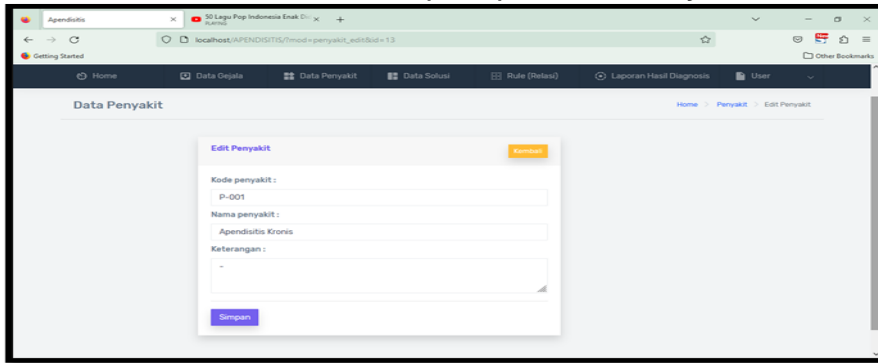 Apendisitis
50 Lagu Pop Indonesia Enak Di
PLAYING
localhost/APENDISITIS/?mod=penyakit_edit&id=13
Getting Started
Other Bookmarks
Home
Data Gejala
Data Penyakit
Data Solusi
Rule (Relasi)
Laporan Hasil Diagnosis
User
Data Penyakit
Home > Penyakit > Edit Penyakit
Edit Penyakit
Kembali
Kode penyakit :
P-001
Nama penyakit :
Apendisitis Kronis
Keterangan :
-
Simpan